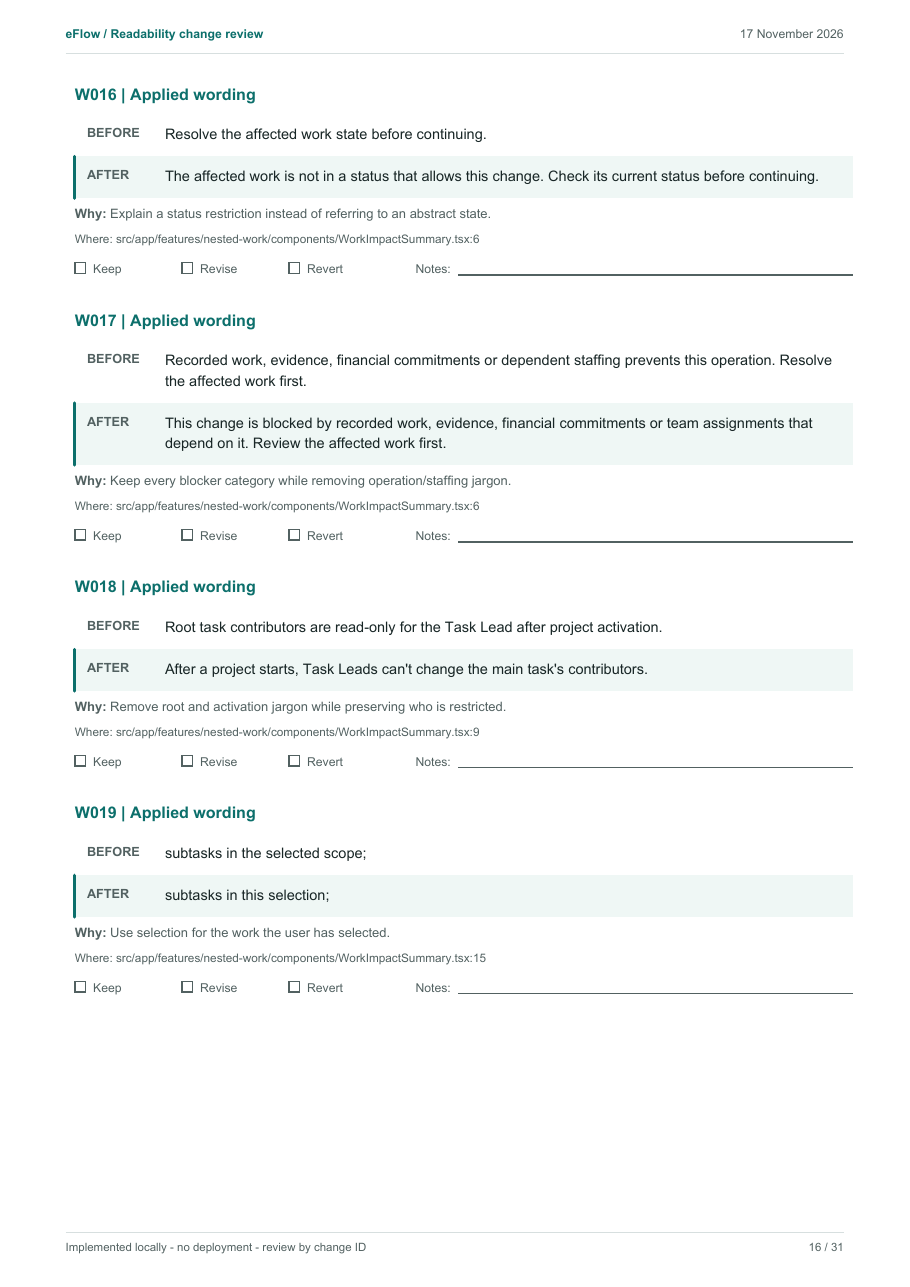 eFlow / Readability change review 17 November 2026
W016 | Applied wording
BEFORE Resolve the affected work state before continuing.
AFTER The affected work is not in a status that allows this change. Check its current status before continuing.
Why: Explain a status restriction instead of referring to an abstract state.
Where: src/app/features/nested-work/components/WorkImpactSummary.tsx:6
Keep Revise Revert Notes:
W017 | Applied wording
BEFORE Recorded work, evidence, financial commitments or dependent staffing prevents this operation. Resolve
the affected work first.
AFTER This change is blocked by recorded work, evidence, financial commitments or team assignments that
depend on it. Review the affected work first.
Why: Keep every blocker category while removing operation/staffing jargon.
Where: src/app/features/nested-work/components/WorkImpactSummary.tsx:6
Keep Revise Revert Notes:
W018 | Applied wording
BEFORE Root task contributors are read-only for the Task Lead after project activation.
AFTER After a project starts, Task Leads can't change the main task's contributors.
Why: Remove root and activation jargon while preserving who is restricted.
Where: src/app/features/nested-work/components/WorkImpactSummary.tsx:9
Keep Revise Revert Notes:
W019 | Applied wording
BEFORE subtasks in the selected scope;
AFTER subtasks in this selection;
Why: Use selection for the work the user has selected.
Where: src/app/features/nested-work/components/WorkImpactSummary.tsx:15
Keep Revise Revert Notes:
Implemented locally - no deployment - review by change ID 16 / 31